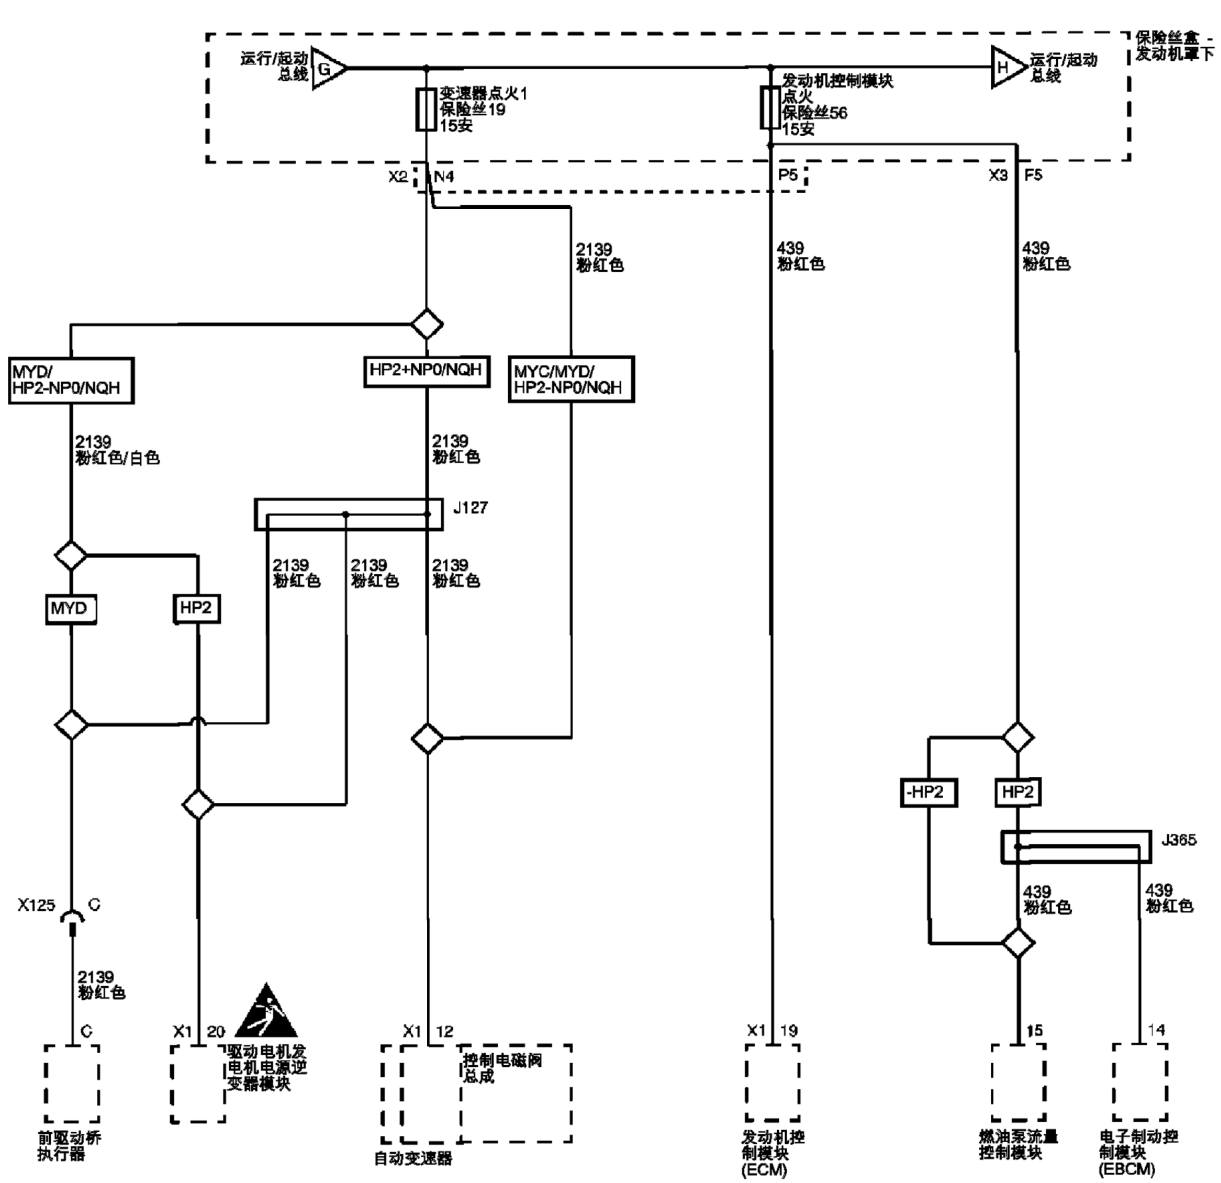 保险丝盒 -
发动机罩下
运行/起动
总线
G
H
运行/起动
总线
变速器点火1
保险丝19
15安
发动机控制模块
点火
保险丝56
15安
X2
N4
P5
X3
F5
2139
粉红色
439
粉红色
439
粉红色
MYD/
HP2-NP0/NQH
HP2+NP0/NQH
MYC/MYD/
HP2-NP0/NQH
2139
粉红色/白色
2139
粉红色
J127
2139
粉红色
2139
粉红色
2139
粉红色
MYD
HP2
-HP2
HP2
J365
439
粉红色
439
粉红色
X125
C
2139
粉红色
C
X1
20
X1
12
X1
19
15
14
驱动电机发
电机电源逆
变器模块
控制电磁阀
总成
前驱动桥
执行器
自动变速器
发动机控
制模块
(ECM)
燃油泵流量
控制模块
电子制动控
制模块
(EBCM)